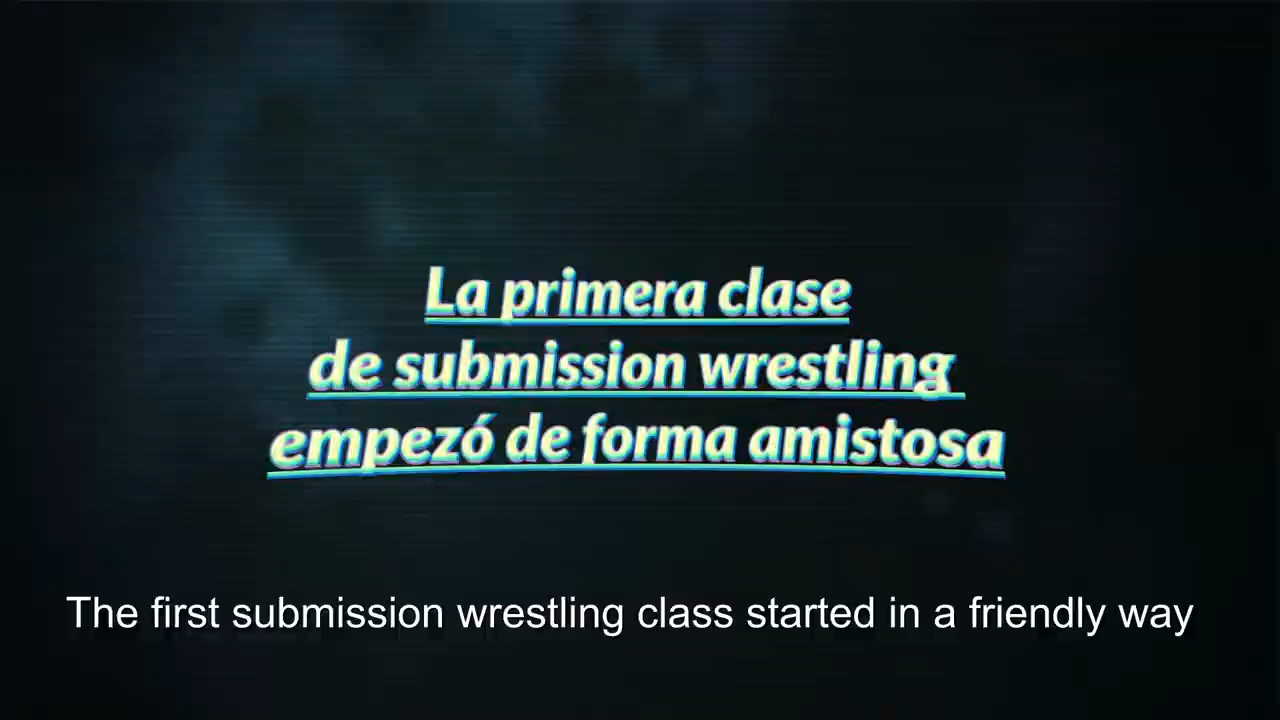 La primera clase
de submission wrestling
empezó de forma amistosa
The first submission wrestling class started in a friendly way